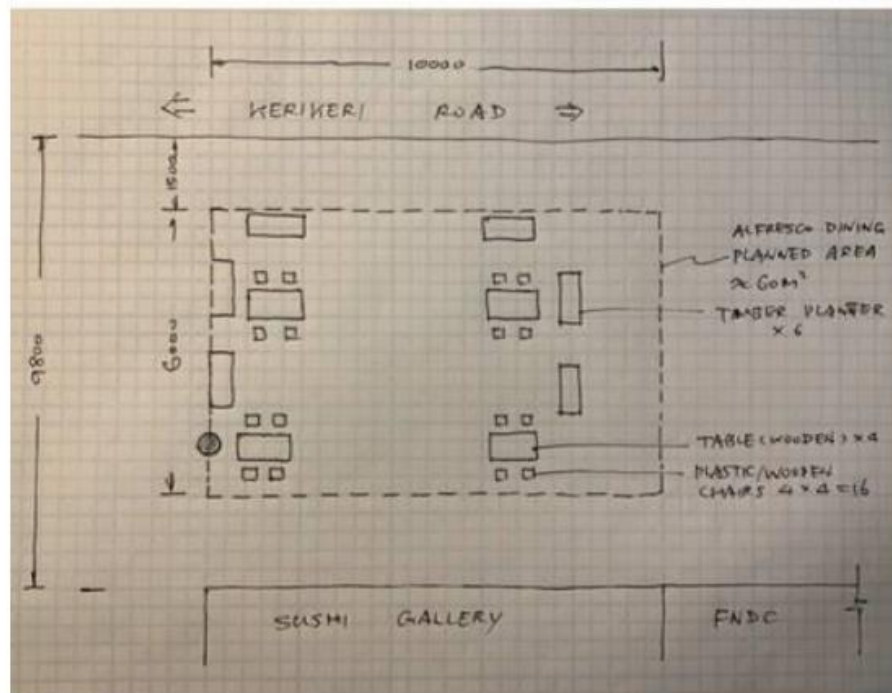 10000
KERIKERI ROAD
1500
ALFRESCO DINING
PLANNED AREA
≈ 60M²
TIMBER PLANTER
× 6
6000
9800
TABLE (WOODEN) × 4
PLASTIC/WOODEN
CHAIRS 4 × 4 = 16
SUSHI GALLERY
FNDC